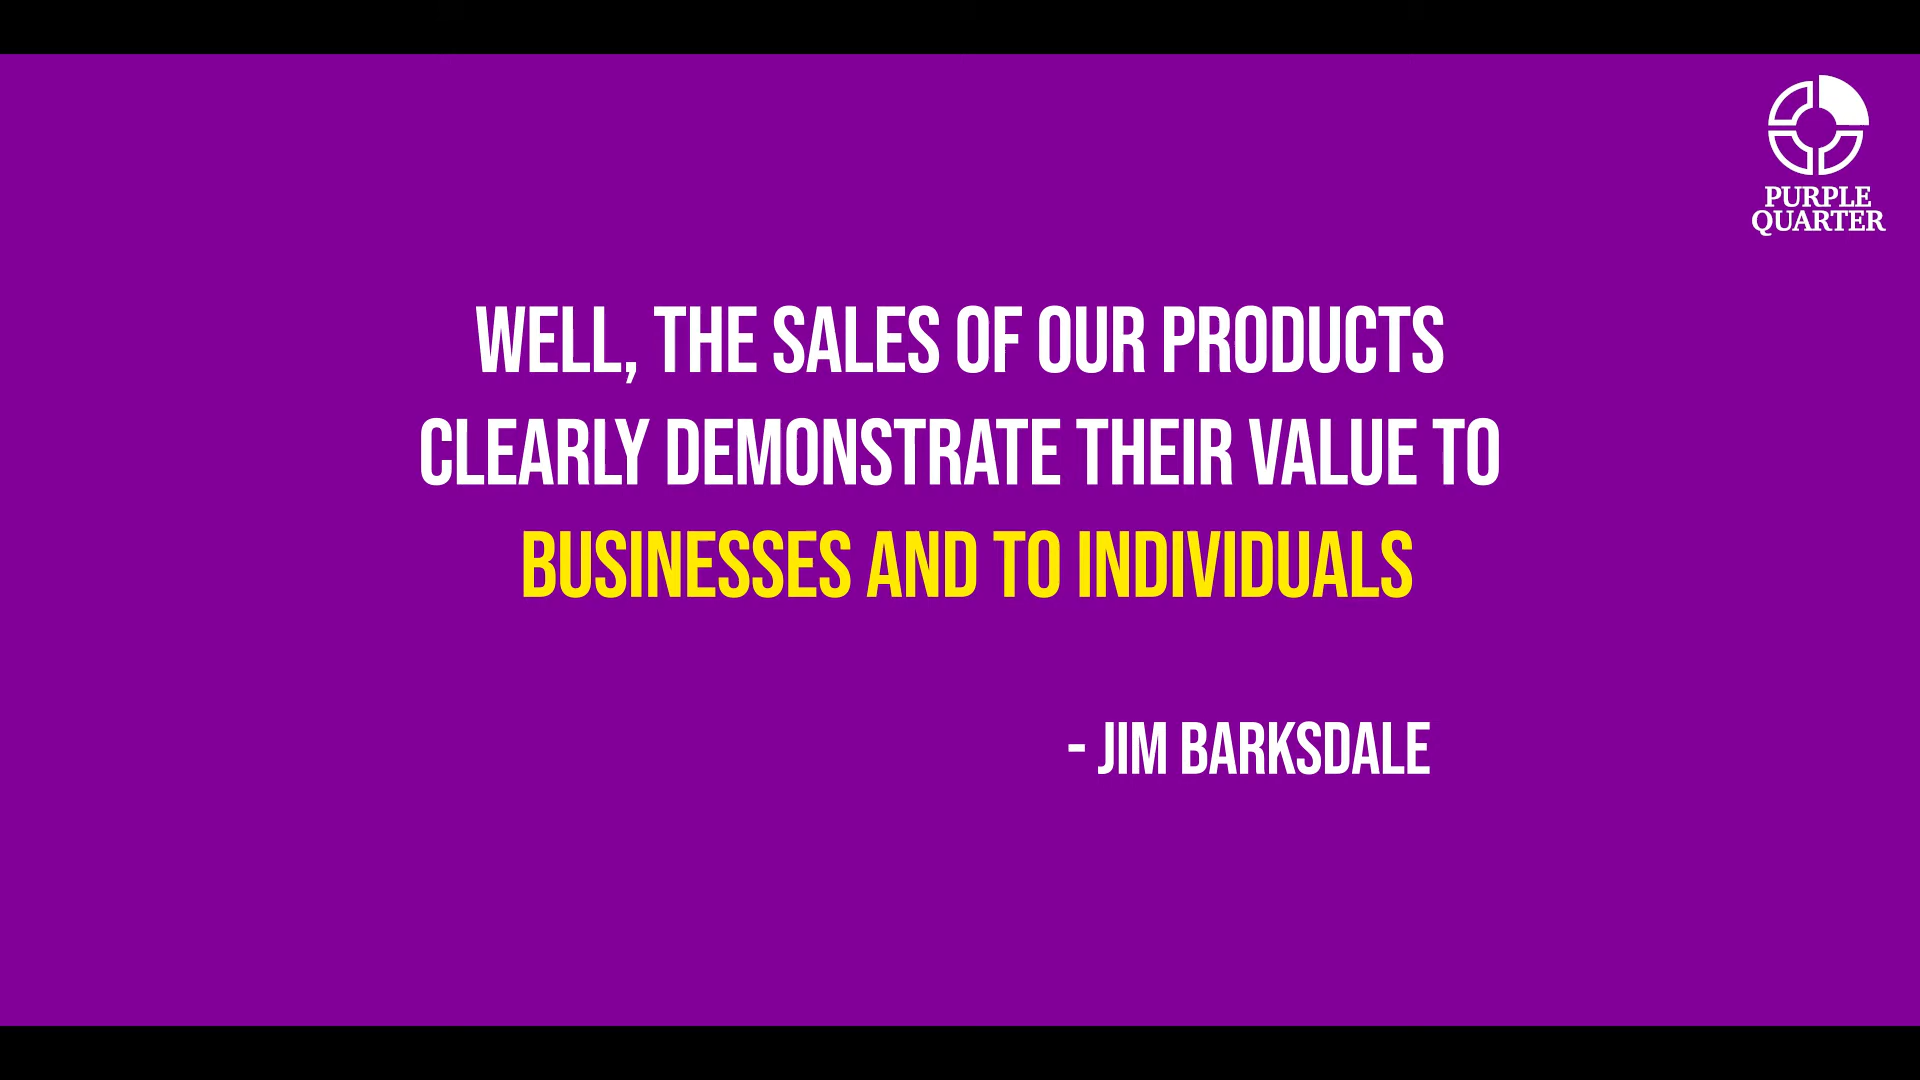 PURPLE
QUARTER
WELL, THE SALES OF OUR PRODUCTS
CLEARLY DEMONSTRATE THEIR VALUE TO
BUSINESSES AND TO INDIVIDUALS
- JIM BARKSDALE